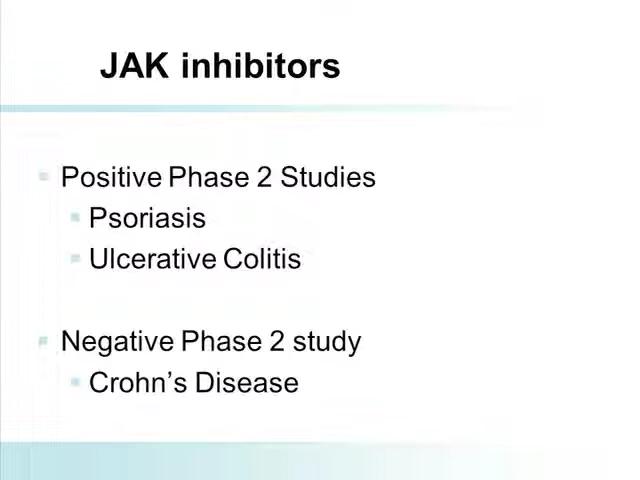 JAK inhibitors
Positive Phase 2 Studies
Psoriasis
Ulcerative Colitis
Negative Phase 2 study
Crohn’s Disease